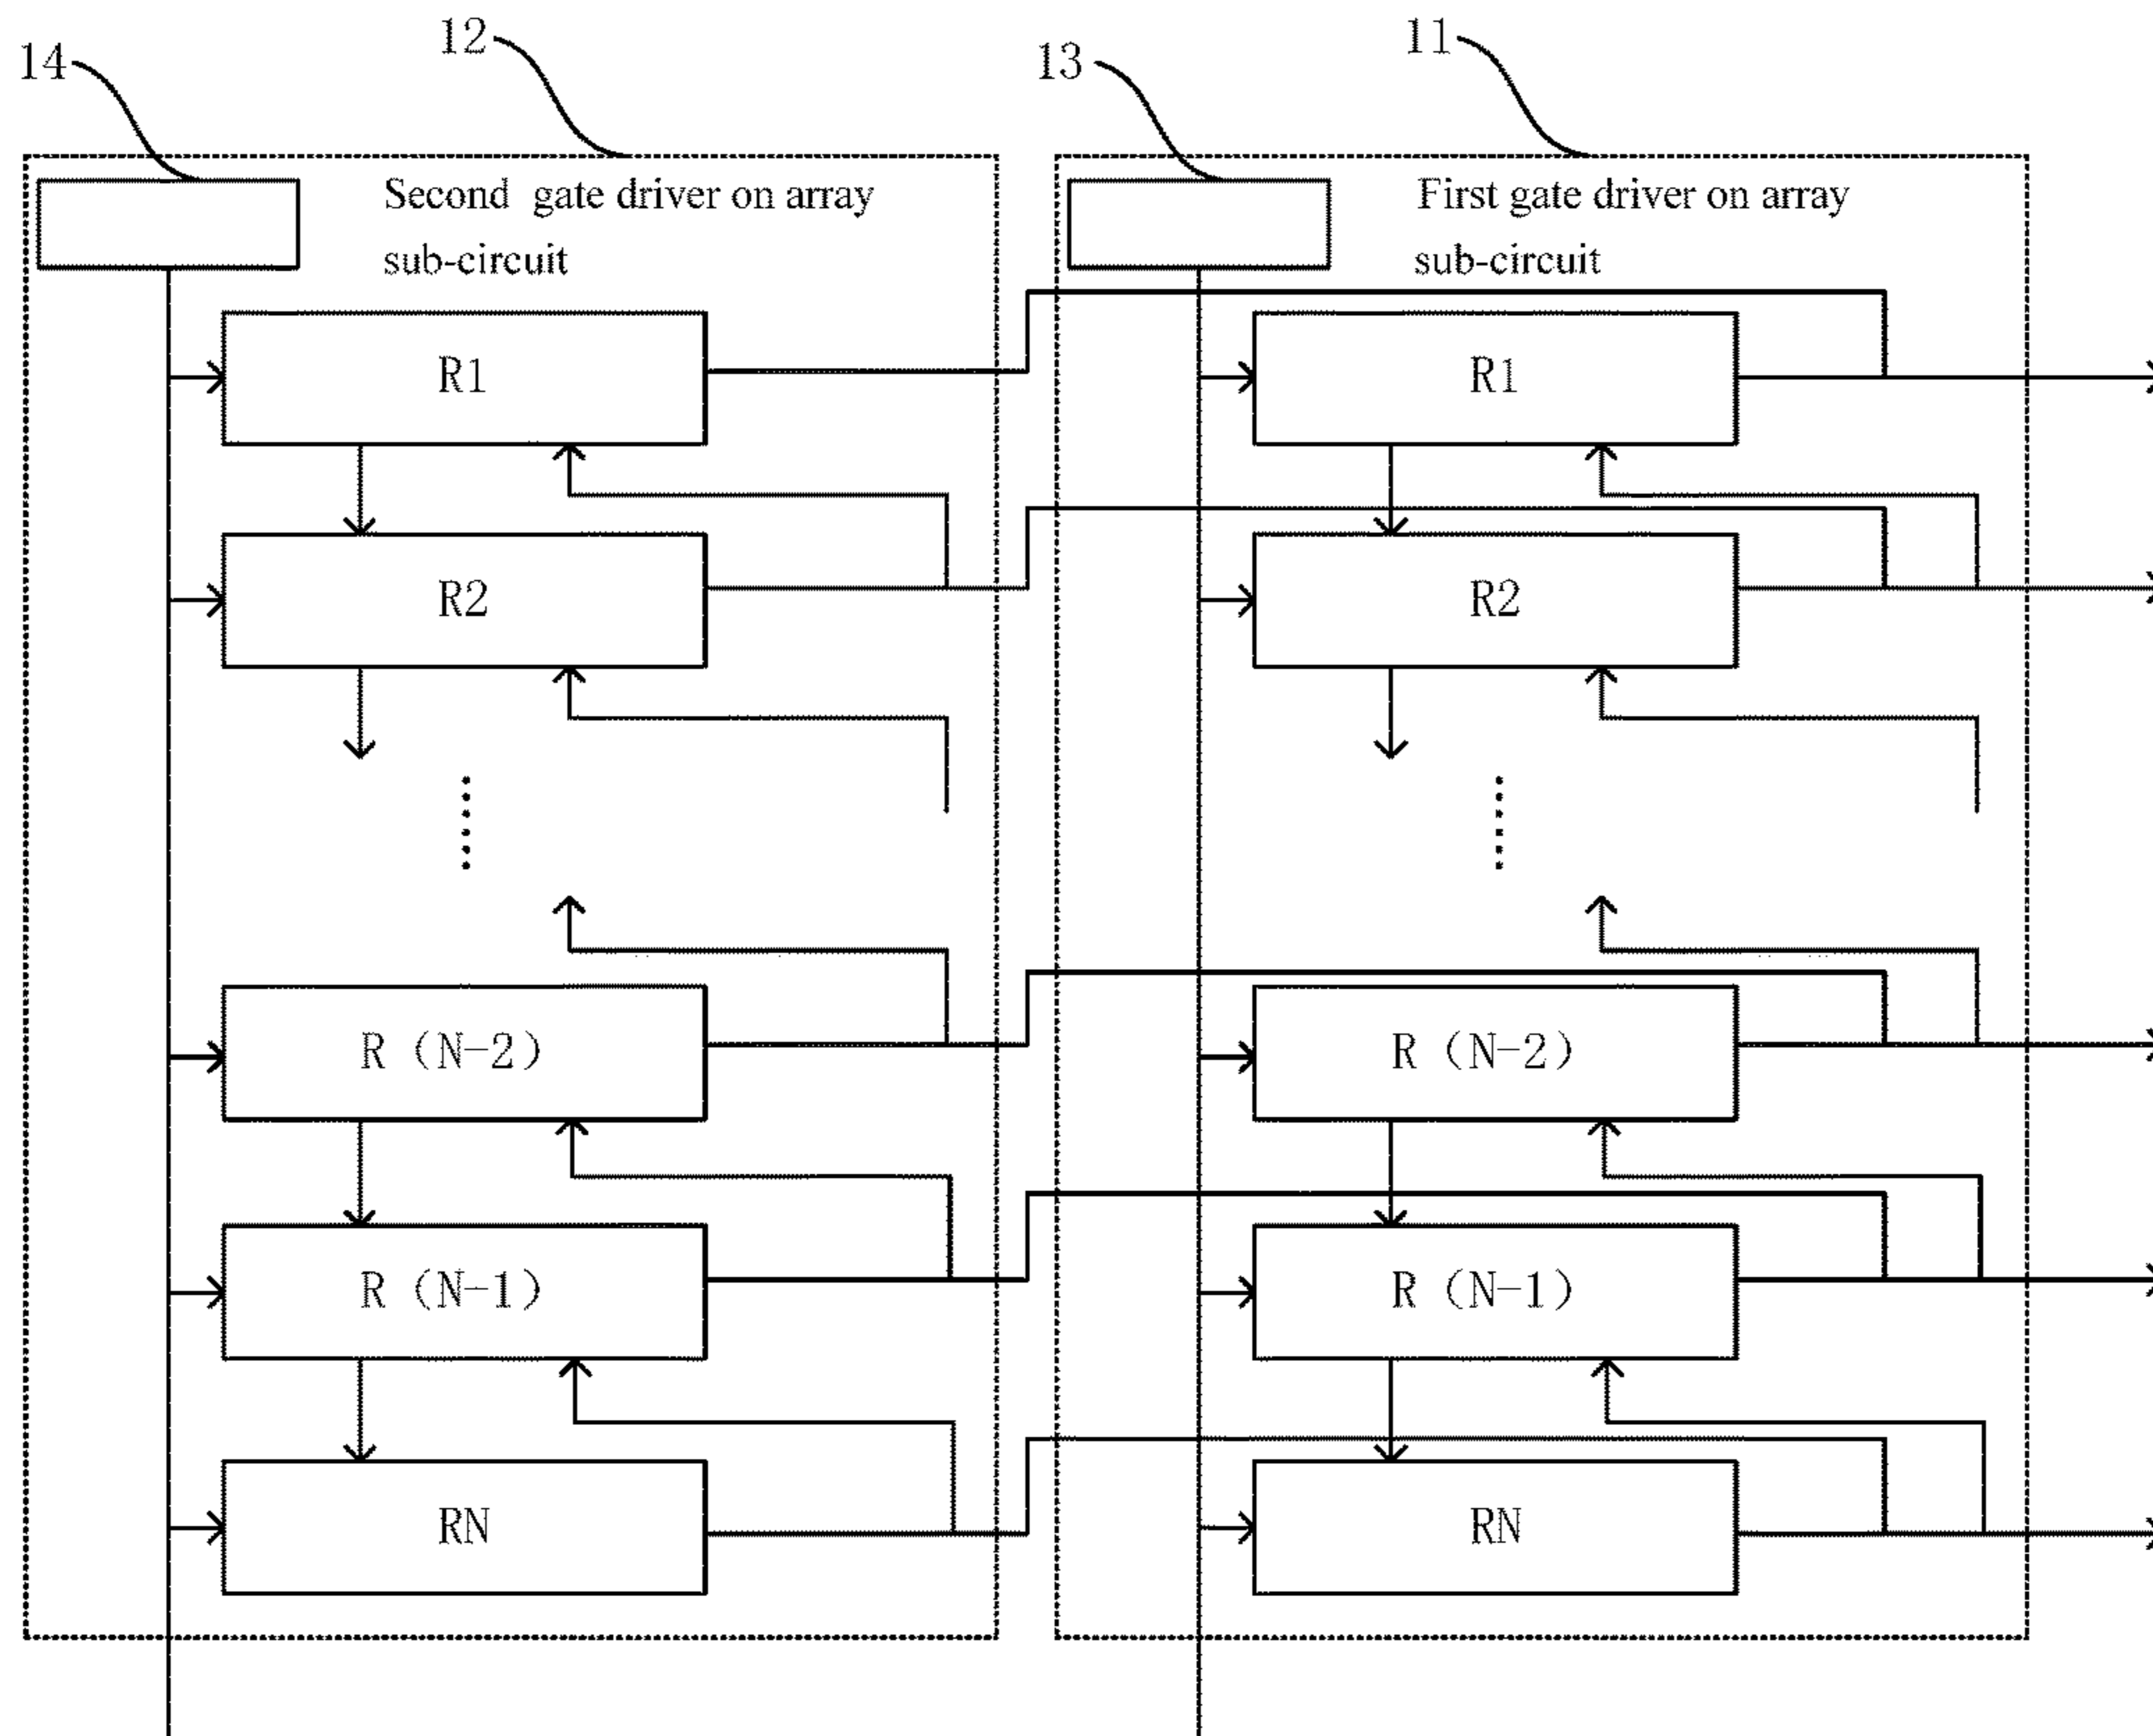 14
12
13
11
Second gate driver on array
sub-circuit
First gate driver on array
sub-circuit
R1
R1
R2
R2
R（N-2）
R（N-2）
R（N-1）
R（N-1）
RN
RN